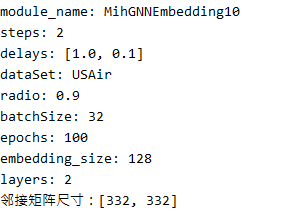 module_name: MihGNNEmbedding10
steps: 2
delays: [1.0, 0.1]
dataSet: USAir
radio: 0.9
batchSize: 32
epochs: 100
embedding_size: 128
layers: 2
邻接矩阵尺寸：[332, 332]